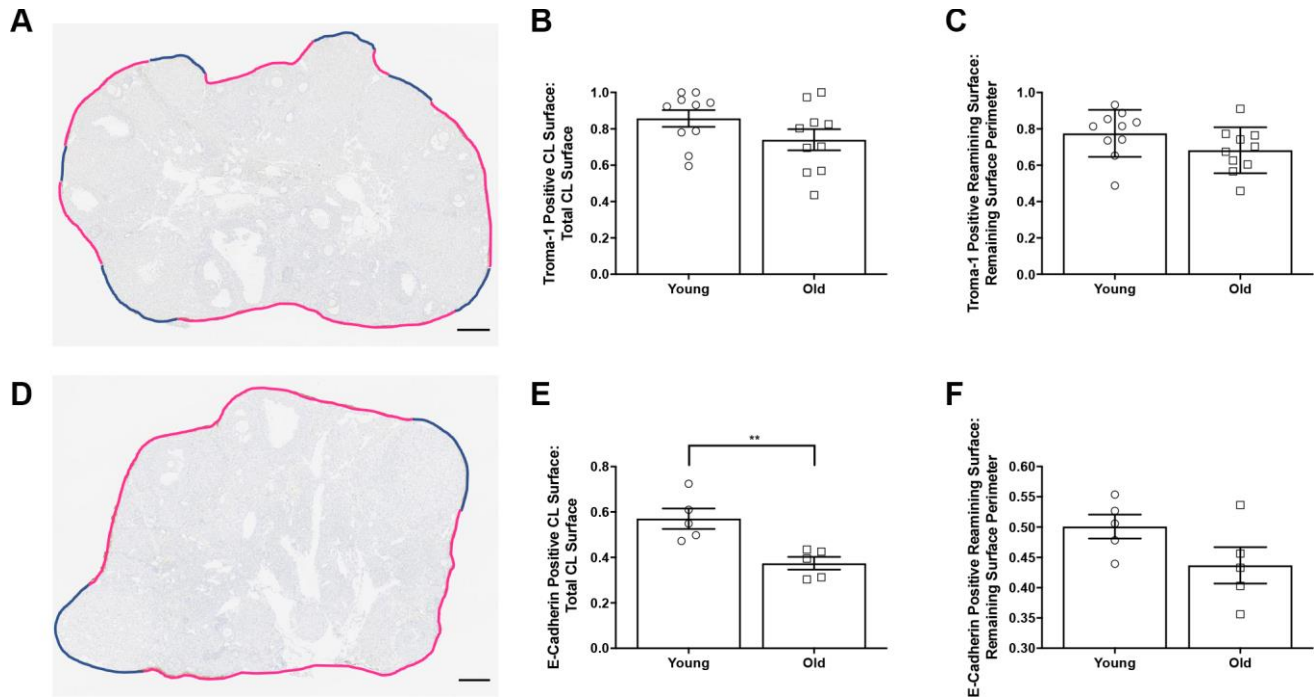 A
B
Troma-1 Positive CL Surface:
Total CL Surface
1.0
0.8
0.6
0.4
0.2
0.0
Young
Old
C
Troma-1 Positive Reamining Surface:
Remaining Surface Perimeter
1.0
0.8
0.6
0.4
0.2
0.0
Young
Old
D
E
E-Cadherin Positive CL Surface:
Total CL Surface
0.8
0.6
0.4
0.2
0.0
**
Young
Old
F
E-Cadherin Positive Reamining Surface:
Remaining Surface Perimeter
0.60
0.55
0.50
0.45
0.40
0.35
0.30
Young
Old